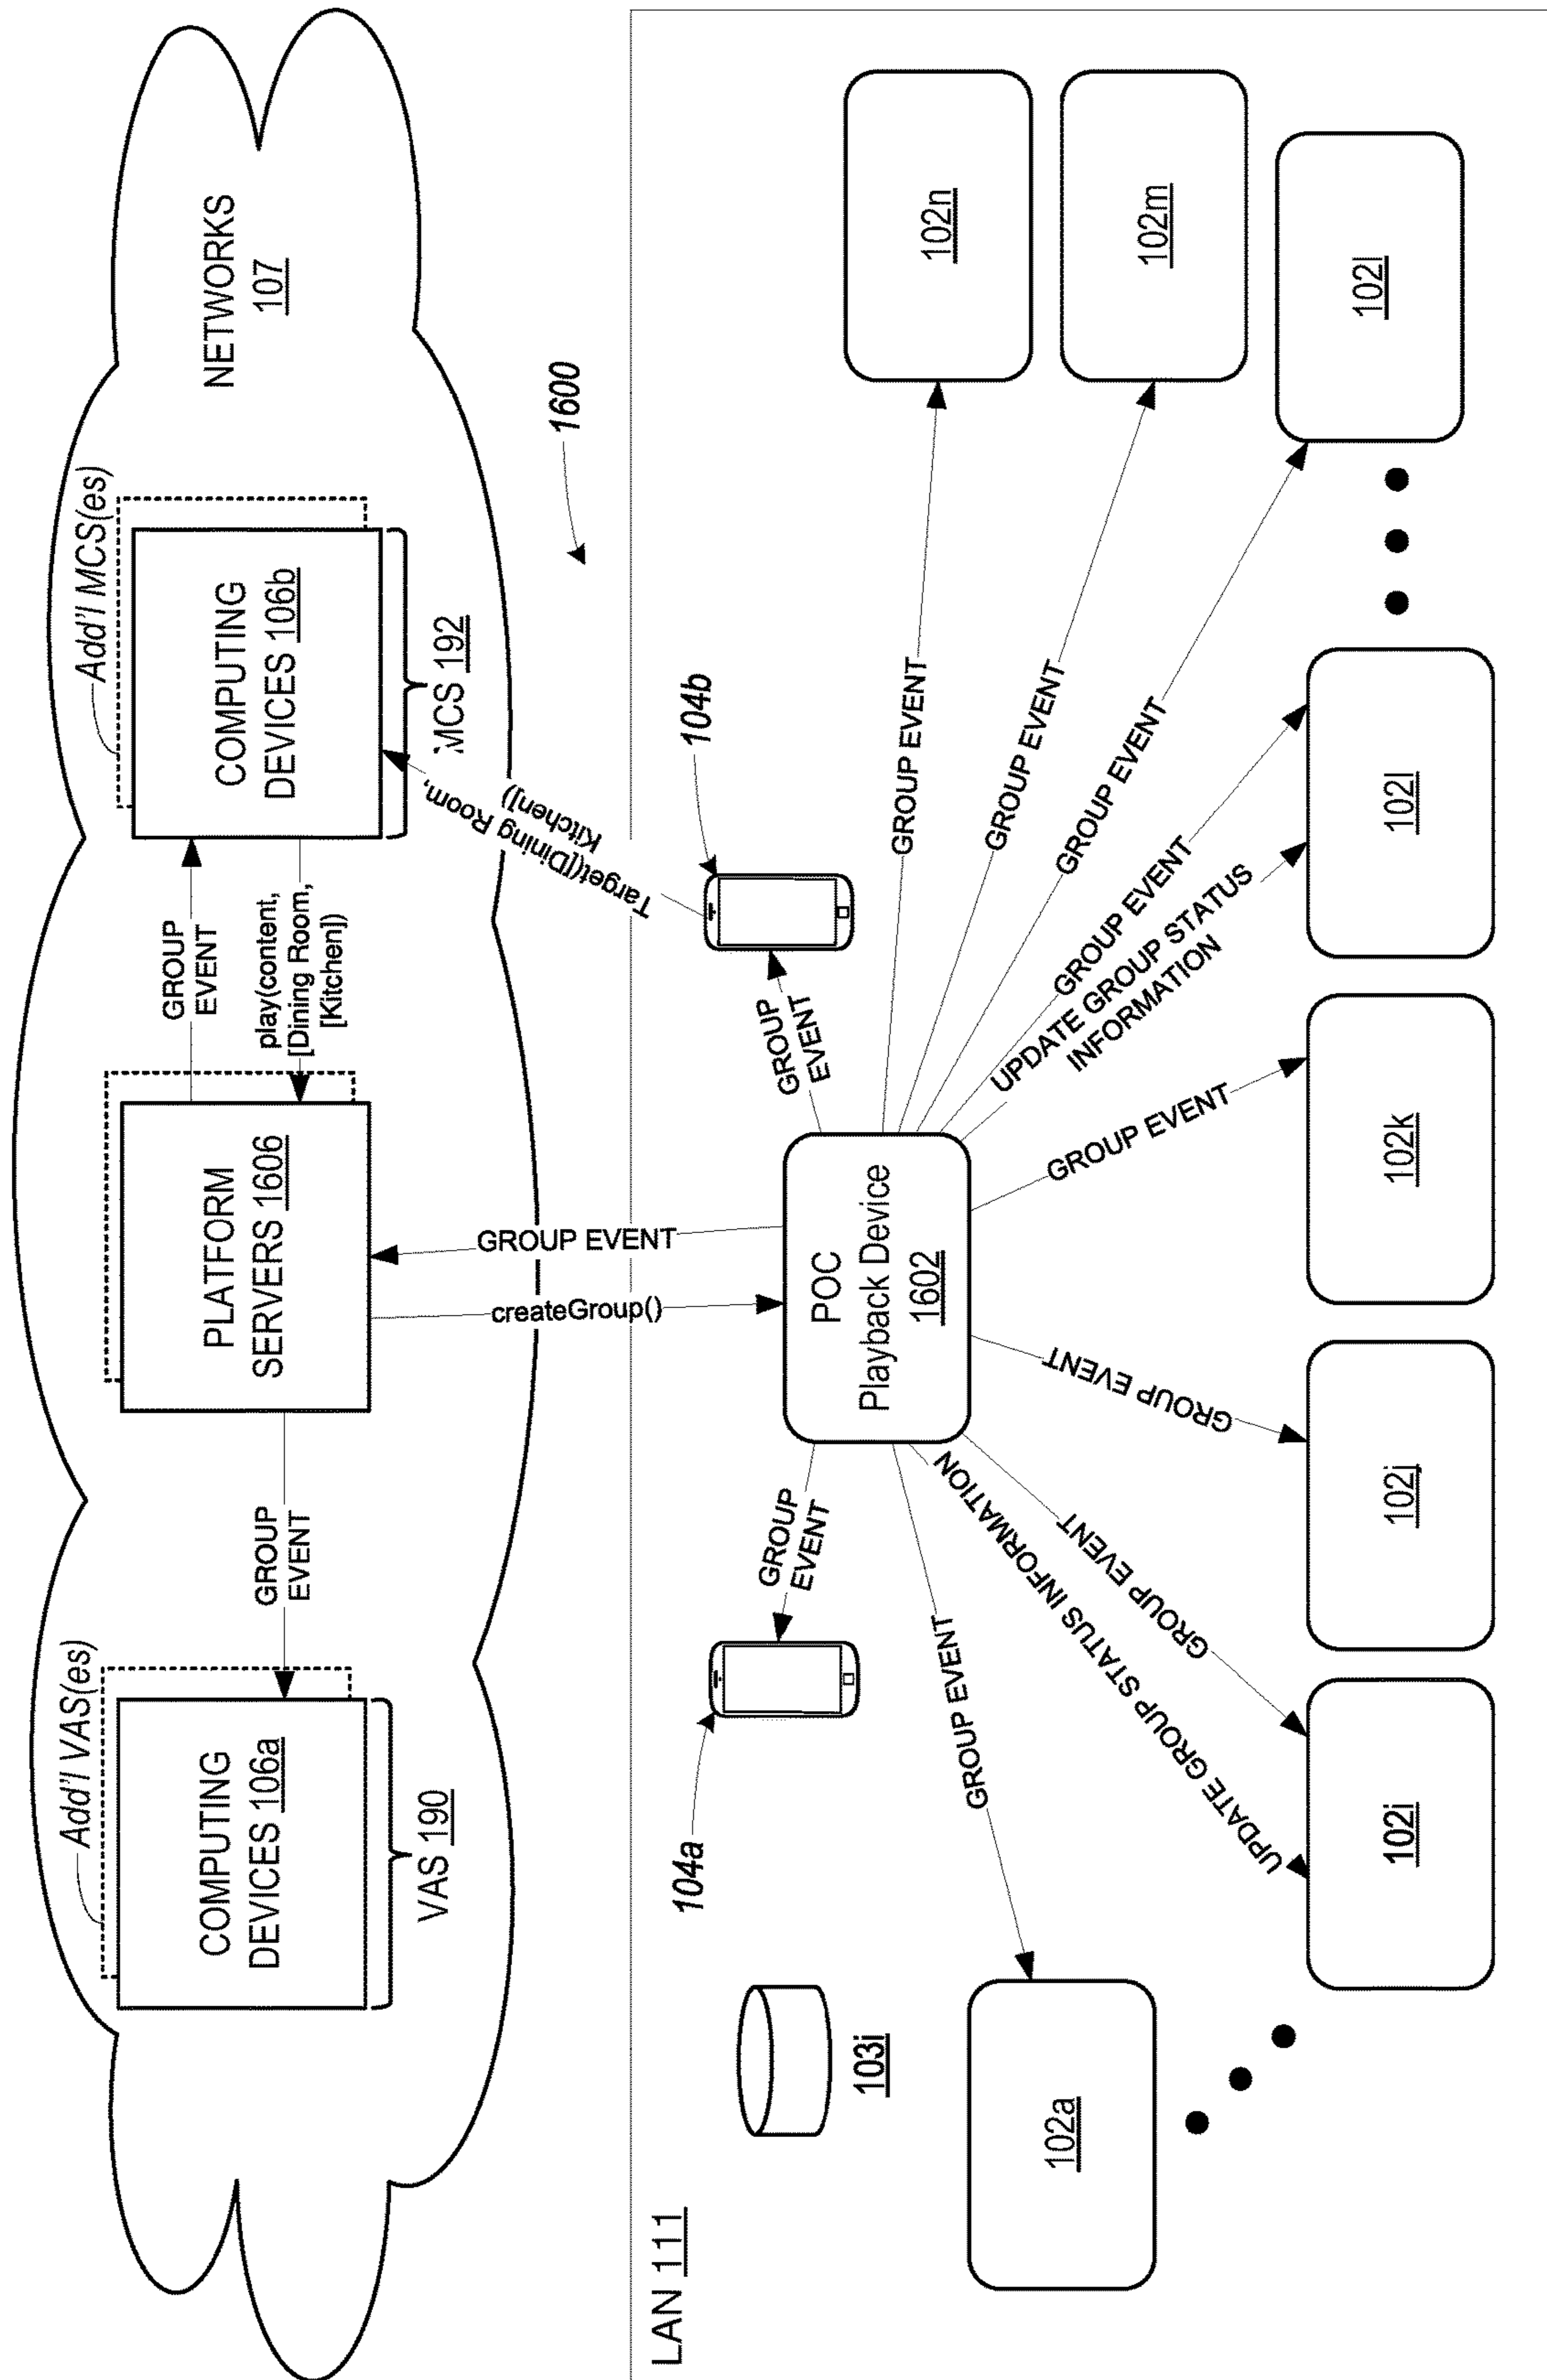 NETWORKS
107
Add'l VAS(es)
COMPUTING
DEVICES 106a
VAS 190
GROUP
EVENT
PLATFORM
SERVERS 1606
GROUP
EVENT
play(content,
[Dining Room,
[Kitchen])
Add'l MCS(es)
COMPUTING
DEVICES 106b
MCS 192
1600
Target([(Dining Room,
Kitchen])
GROUP EVENT
createGroup()
LAN 111
103i
104a
GROUP
EVENT
POC
Playback Device
1602
GROUP
EVENT
104b
GROUP EVENT
102a
UPDATE GROUP STATUS INFORMATION
GROUP EVENT
102i
GROUP EVENT
102j
GROUP EVENT
102k
UPDATE GROUP STATUS
INFORMATION
GROUP EVENT
102l
GROUP EVENT
102l
GROUP EVENT
102m
GROUP EVENT
102n